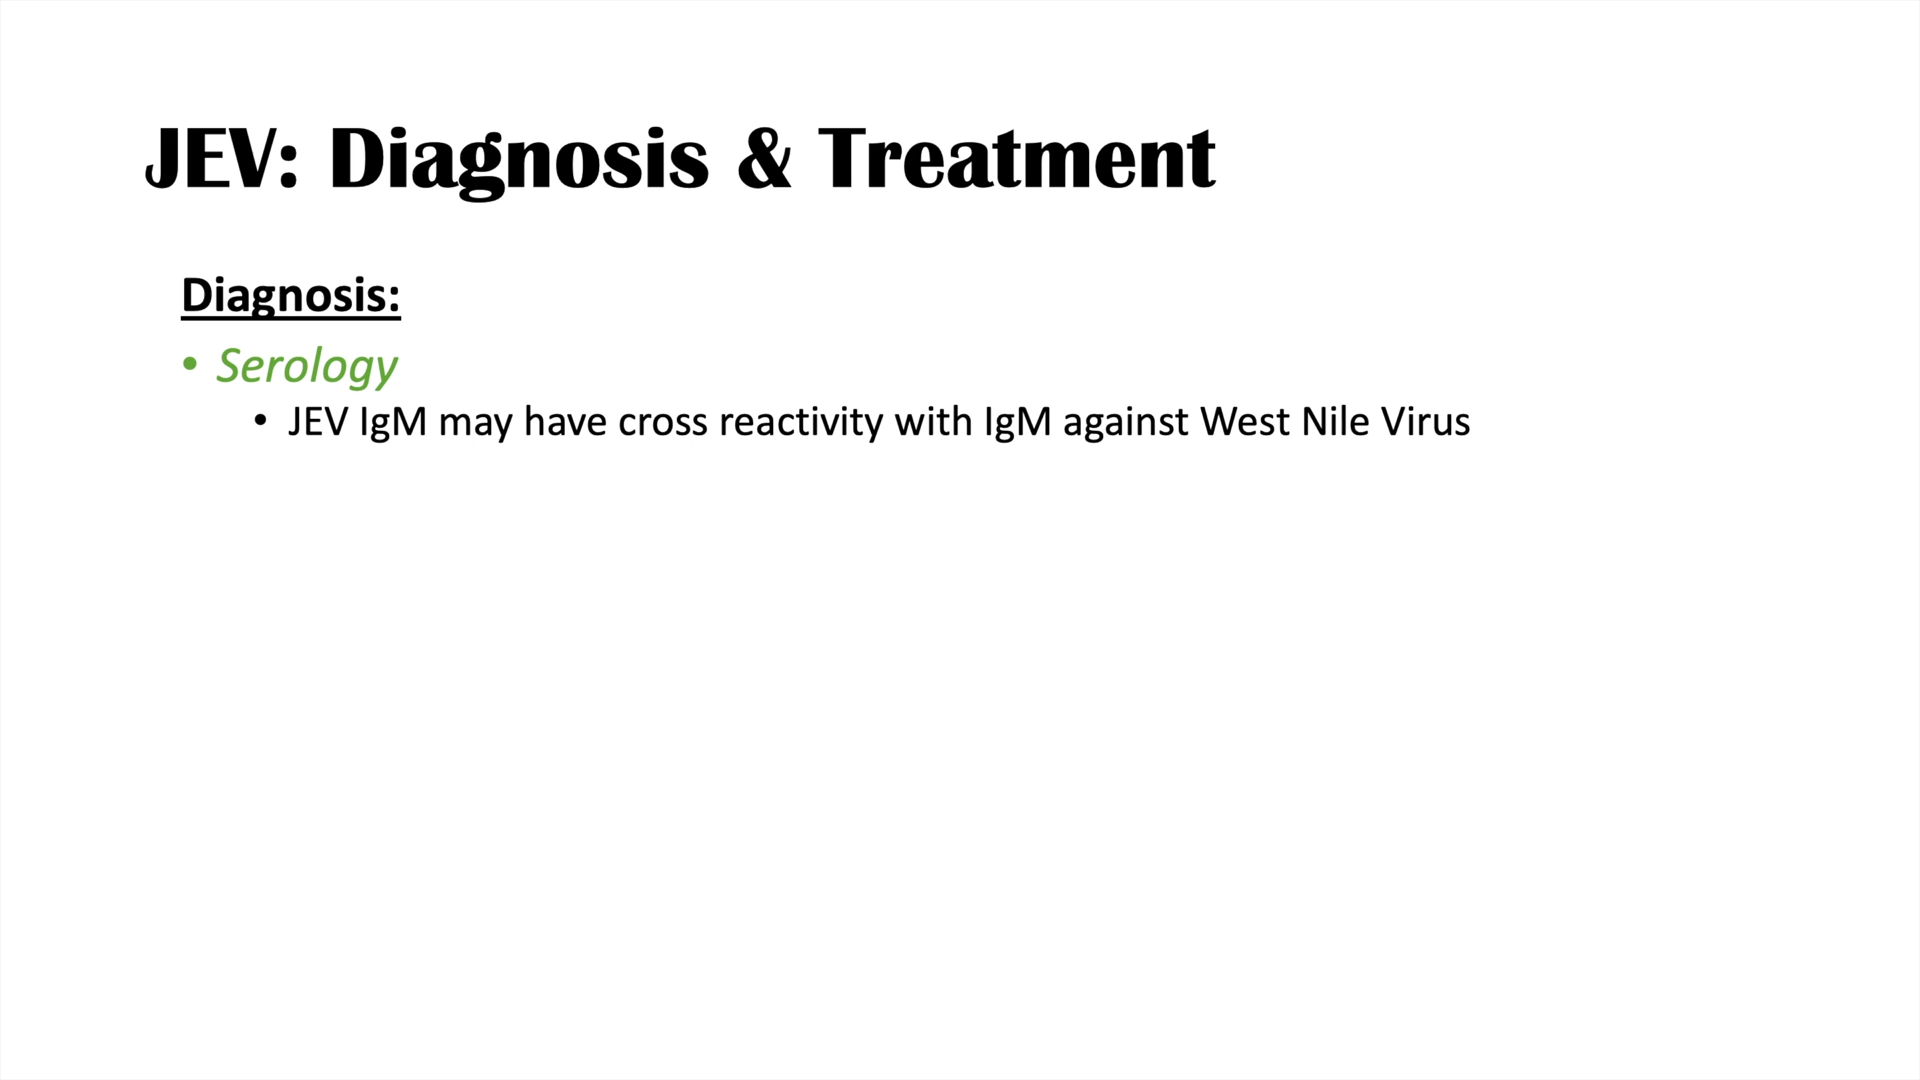 JEV: Diagnosis & Treatment
Diagnosis:
• Serology
• JEV IgM may have cross reactivity with IgM against West Nile Virus